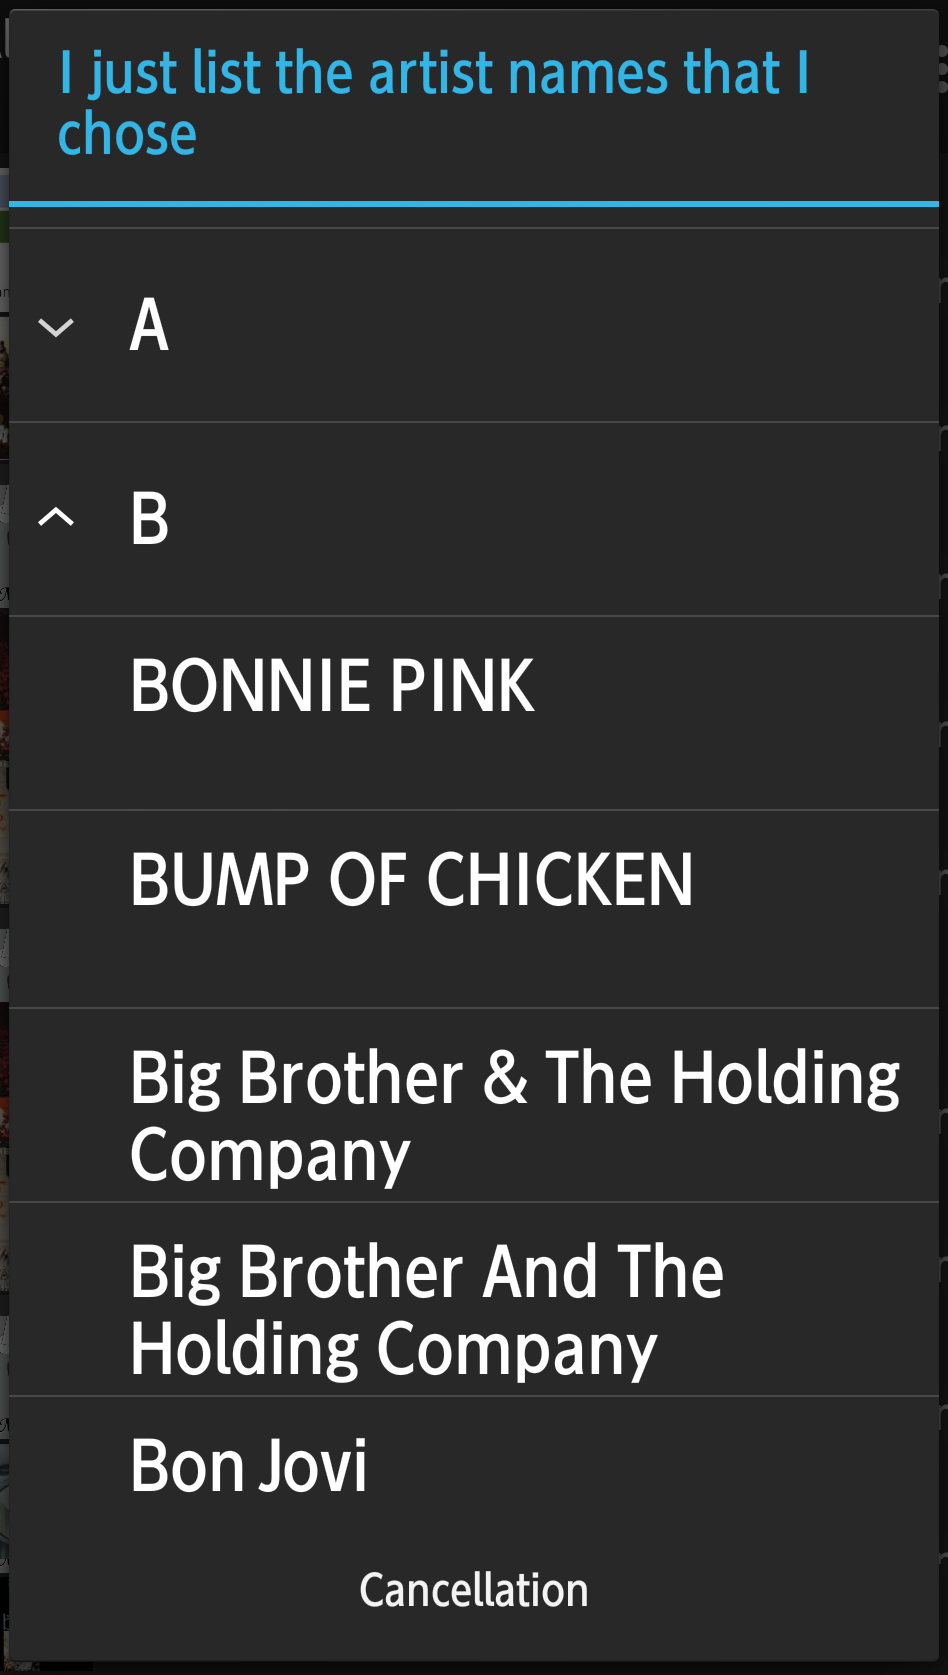 I just list the artist names that I
chose
A
B
BONNIE PINK
BUMP OF CHICKEN
Big Brother & The Holding
Company
Big Brother And The
Holding Company
Bon Jovi
Cancellation